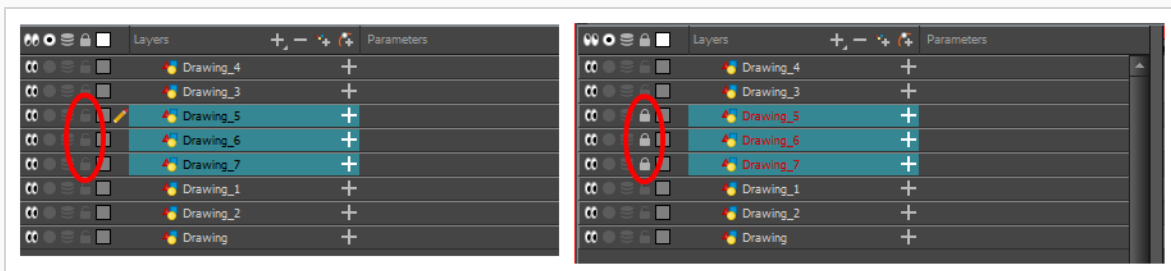 Layers Parameters
Drawing_4
Drawing_3
Drawing_5
Drawing_6
Drawing_7
Drawing_1
Drawing_2
Drawing
Layers Parameters
Drawing_4
Drawing_3
Drawing_5
Drawing_6
Drawing_7
Drawing_1
Drawing_2
Drawing